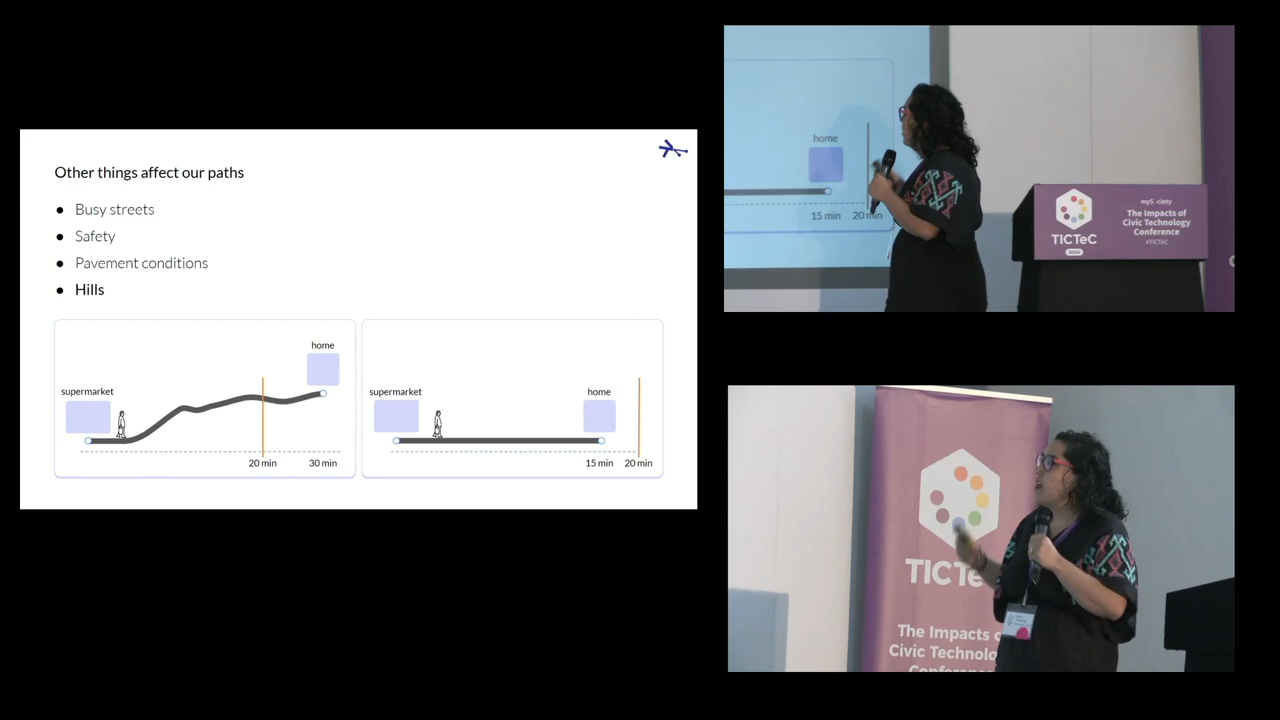 Other things affect our paths
● Busy streets
● Safety
● Pavement conditions
● Hills
home
supermarket
20 min
30 min
supermarket
home
15 min
20 min
home
15 min
20 min
TICTeC
The Impacts of
Civic Technology
Conference
#TICTeC
TICTeC
The Impacts
Civic Technolo